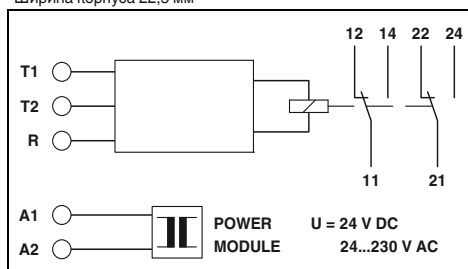 Ширина корпуса 22,5 мм
12 14 22 24
T1
T2
R
11 21
A1
A2
POWER U = 24 V DC
MODULE 24...230 V AC